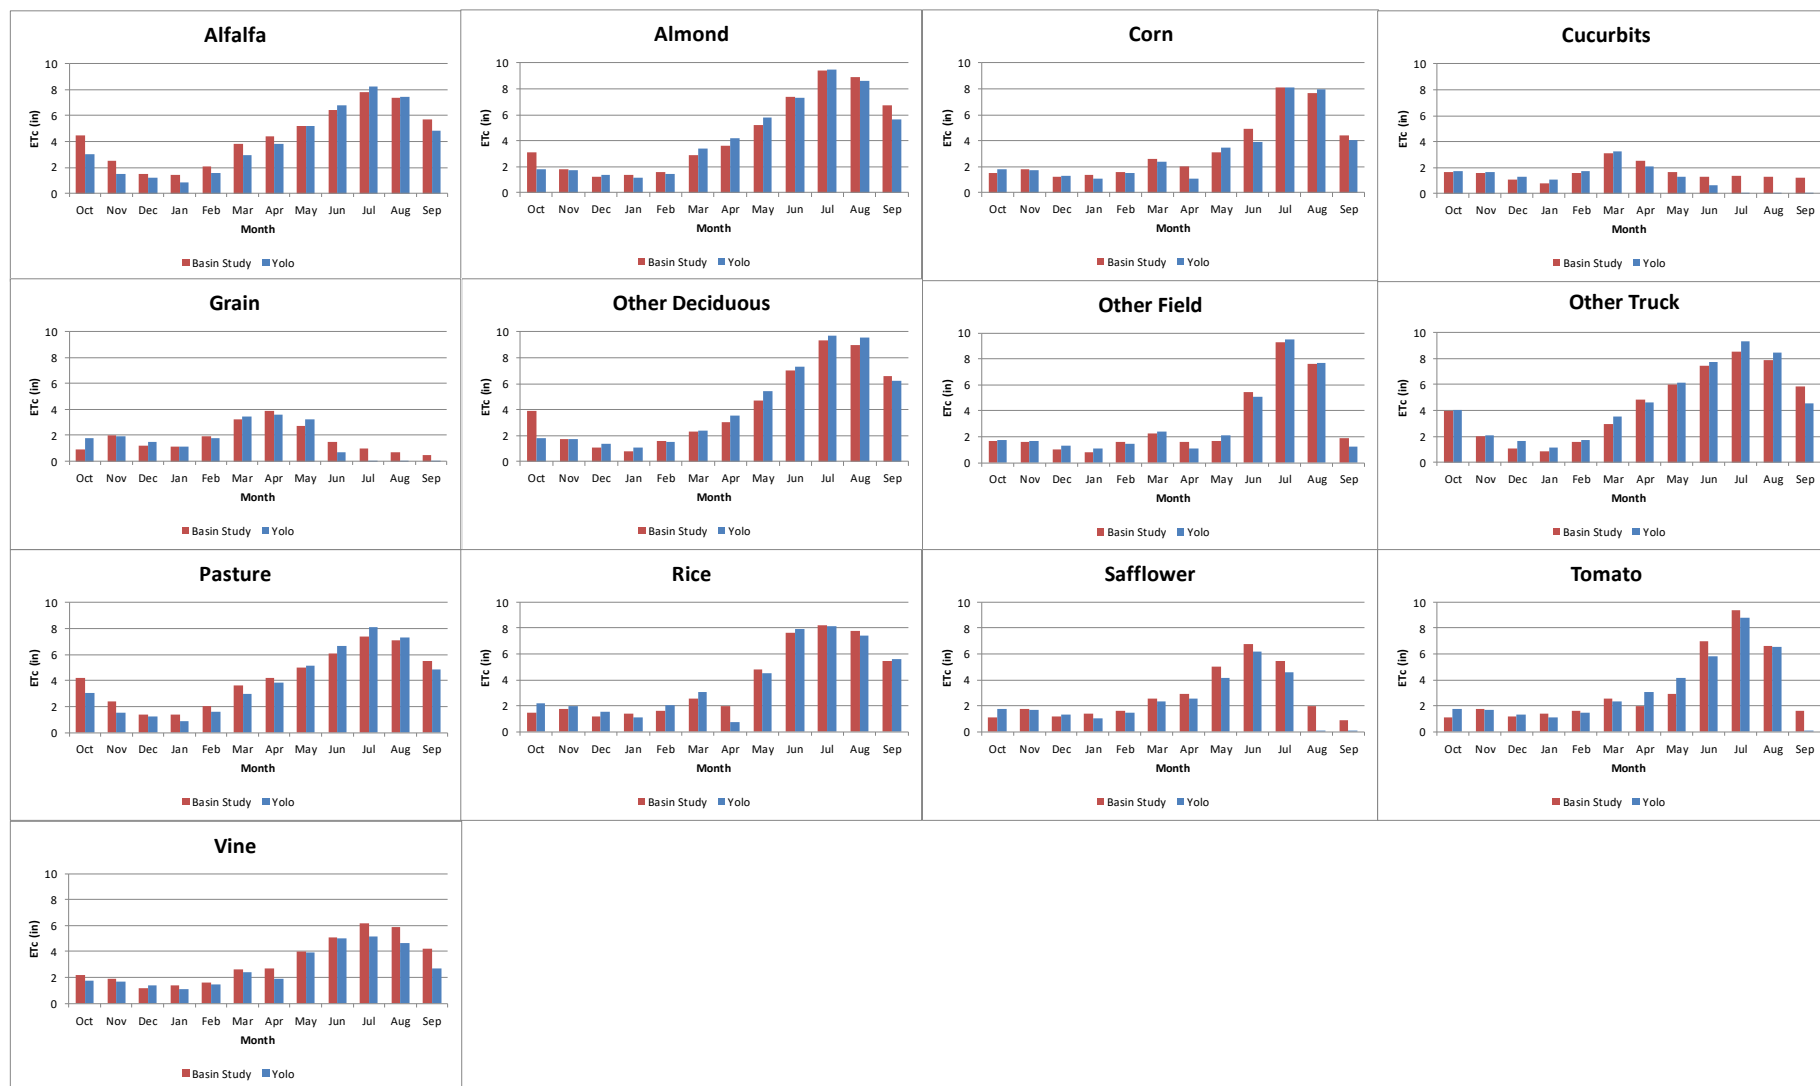 Alfalfa
10
8
6
4
2
0
ETc (in)
Oct Nov Dec Jan Feb Mar Apr May Jun Jul Aug Sep
Month
Basin Study Yolo
Almond
10
8
6
4
2
0
ETc (in)
Oct Nov Dec Jan Feb Mar Apr May Jun Jul Aug Sep
Month
Basin Study Yolo
Corn
10
8
6
4
2
0
ETc (in)
Oct Nov Dec Jan Feb Mar Apr May Jun Jul Aug Sep
Month
Basin Study Yolo
Cucurbits
10
8
6
4
2
0
ETc (in)
Oct Nov Dec Jan Feb Mar Apr May Jun Jul Aug Sep
Month
Basin Study Yolo
Grain
10
8
6
4
2
0
ETc (in)
Oct Nov Dec Jan Feb Mar Apr May Jun Jul Aug Sep
Month
Basin Study Yolo
Other Deciduous
10
8
6
4
2
0
ETc (in)
Oct Nov Dec Jan Feb Mar Apr May Jun Jul Aug Sep
Month
Basin Study Yolo
Other Field
10
8
6
4
2
0
ETc (in)
Oct Nov Dec Jan Feb Mar Apr May Jun Jul Aug Sep
Month
Basin Study Yolo
Other Truck
10
8
6
4
2
0
ETc (in)
Oct Nov Dec Jan Feb Mar Apr May Jun Jul Aug Sep
Month
Basin Study Yolo
Pasture
10
8
6
4
2
0
ETc (in)
Oct Nov Dec Jan Feb Mar Apr May Jun Jul Aug Sep
Month
Basin Study Yolo
Rice
10
8
6
4
2
0
ETc (in)
Oct Nov Dec Jan Feb Mar Apr May Jun Jul Aug Sep
Month
Basin Study Yolo
Safflower
10
8
6
4
2
0
ETc (in)
Oct Nov Dec Jan Feb Mar Apr May Jun Jul Aug Sep
Month
Basin Study Yolo
Tomato
10
8
6
4
2
0
ETc (in)
Oct Nov Dec Jan Feb Mar Apr May Jun Jul Aug Sep
Month
Basin Study Yolo
Vine
10
8
6
4
2
0
ETc (in)
Oct Nov Dec Jan Feb Mar Apr May Jun Jul Aug Sep
Month
Basin Study Yolo